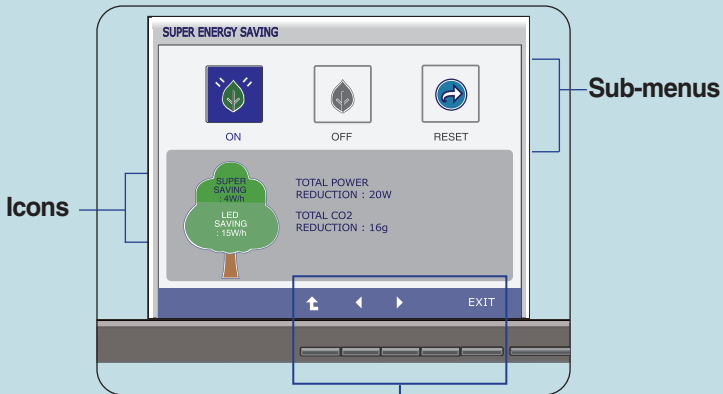 SUPER ENERGY SAVING
ON
OFF
RESET
Sub-menus
Icons
SUPER
SAVING
: 4W/h
LED
SAVING
: 15W/h
TOTAL POWER
REDUCTION : 20W
TOTAL CO2
REDUCTION : 16g
EXIT